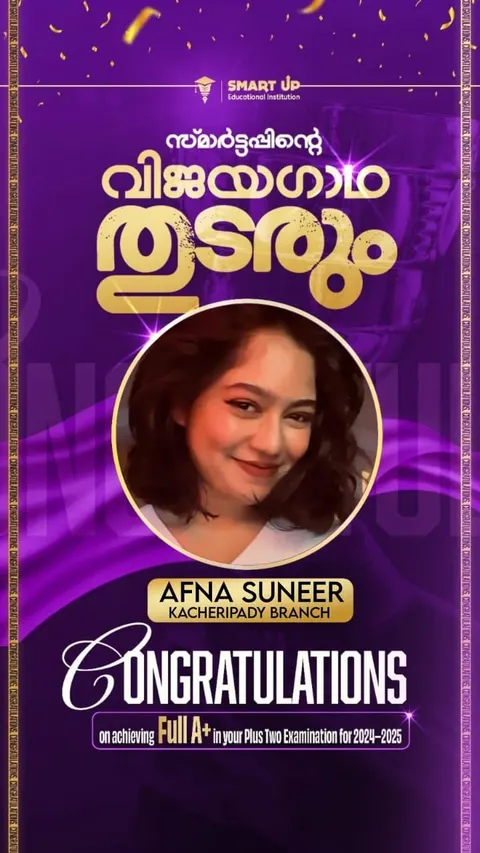 SMART UP
Educational Institution
സ്മാർട്ടപ്പിന്റെ
വിജയഗാഥ
തുടരും
AFNA SUNEER
KACHERIPADY BRANCH
CONGRATULATIONS
on achieving Full A+ in your Plus Two Examination for 2024-2025